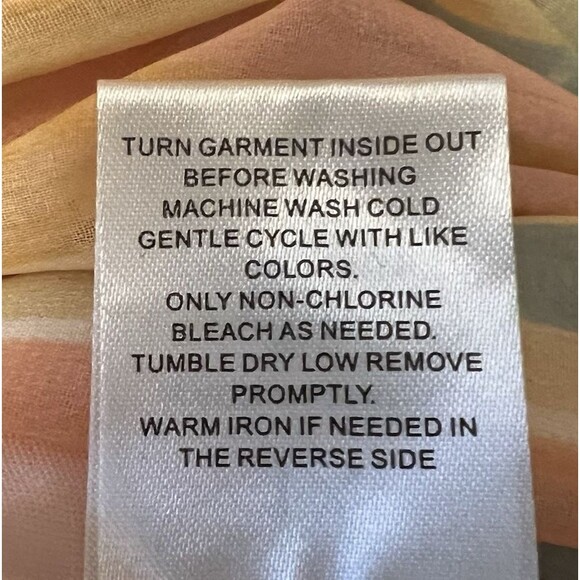 TURN GARMENT INSIDE OUT
BEFORE WASHING
MACHINE WASH COLD
GENTLE CYCLE WITH LIKE
COLORS.
ONLY NON-CHLORINE
BLEACH AS NEEDED.
TUMBLE DRY LOW REMOVE
PROMPTLY.
WARM IRON IF NEEDED IN
THE REVERSE SIDE